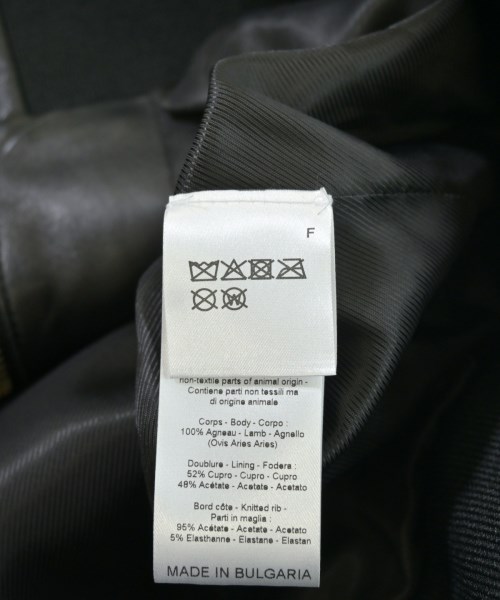 F
W
non-textile parts of animal origin -
Contiene parti non tessili ma
di origine animale
Corps - Body - Corpo :
100% Agneau - Lamb - Agnello
(Ovis Aries Aries)
Doublure - Lining - Fodera :
52% Cupro - Cupro - Cupro
48% Acétate - Acetate - Acetato
Bord côte - Knitted rib -
Parti in maglia :
95% Acétate - Acetate - Acetato
5% Elasthanne - Elastane - Elastan
MADE IN BULGARIA